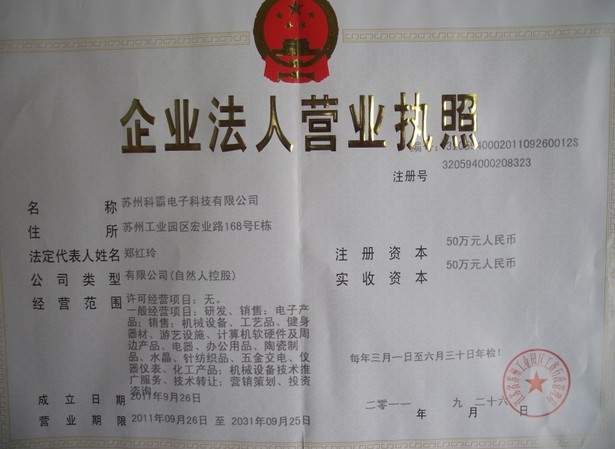 企业法人营业执照
编号:320594000201109260012S
注册号 320594000208323
名 称 苏州科霸电子科技有限公司
住 所 苏州工业园区宏业路168号E栋
法定代表人姓名 郑红玲
注 册 资 本 50万元人民币
公 司 类 型 有限公司(自然人控股)
实 收 资 本 50万元人民币
经 营 范 围 许可经营项目:无。
一般经营项目:研发、销售:电子产
品;销售:机械设备、工艺品、健身
器材、游艺设施、计算机软硬件及周
边产品、电器、办公用品、陶瓷制
品、水晶、针纺织品、五金交电、仪
器仪表、化工产品;机械设备技术推
广服务、技术转让;营销策划、投资
咨询。
每年三月一日至六月三十日年检!
成 立 日 期 2011年9月26日
营 业 期 限 2011年09月26日 至 2031年09月25日
二〇一一 年 九 月 二十六 日